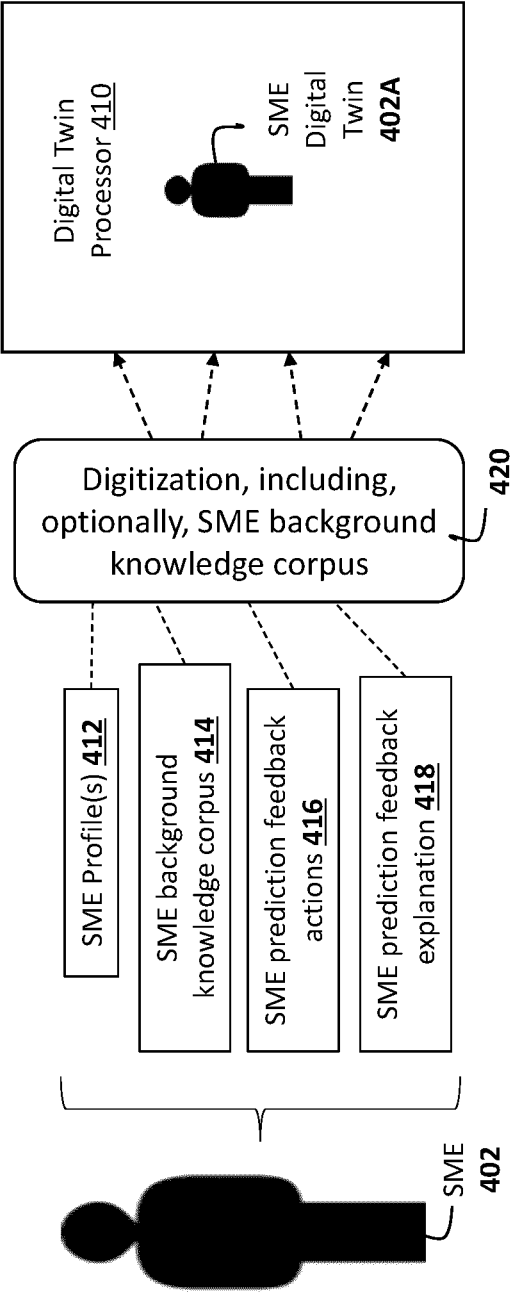 SME
402
SME Profile(s) 412
SME background
knowledge corpus 414
SME prediction feedback
actions 416
SME prediction feedback
explanation 418
Digitization, including,
optionally, SME background
knowledge corpus
420
Digital Twin
Processor 410
SME
Digital
Twin
402A